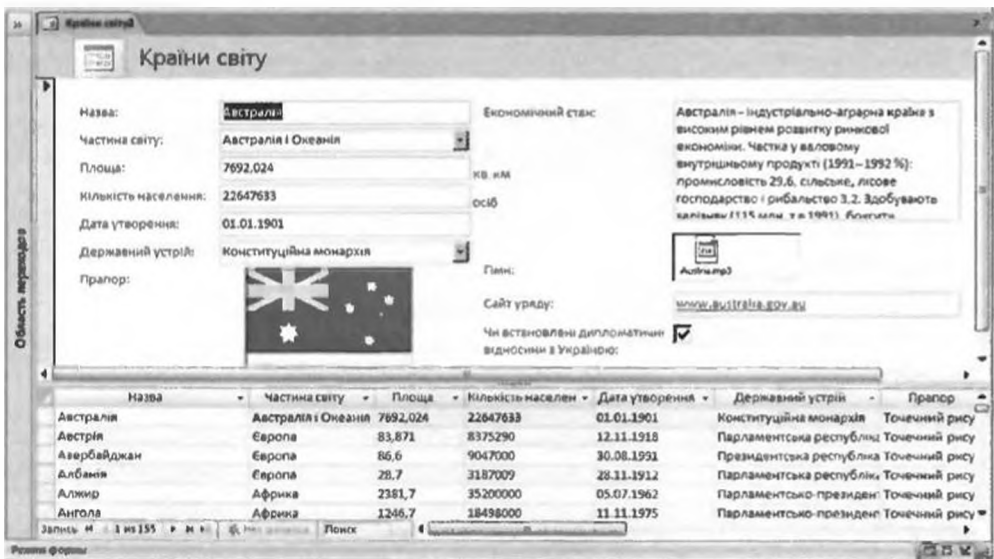 Країни світу
Країни світу
Назва: Австралія
Частина світу: Австралія і Океанія
Площа: 7692,024 кв. км
Кількість населення: 22647633 осіб
Дата утворення: 01.01.1901
Державний устрій: Конституційна монархія
Прапор:
Економічний стан:
Австралія – індустріально-аграрна країна з
високим рівнем розвитку ринкової
економіки. Частка у валовому
внутрішньому продукті (1991–1992 %):
промисловість 29,6, сільське, лісове
господарство і рибальство 3,2. Здобувають
Гімн:
Сайт уряду: www.australia.gov.au
Чи встановлені дипломатичні
відносини з Україною:
Область переходов
Назва Частина світу Площа Кількість населен Дата утворення Державний устрій Прапор
Австралія Австралія і Океанія 7692,024 22647633 01.01.1901 Конституційна монархія Точечний рису
Австрія Європа 83,871 8375290 12.11.1918 Парламентська республіка Точечний рису
Азербайджан Європа 86,6 9047000 30.08.1991 Президентська республіка Точечний рису
Албанія Європа 28,7 3187009 28.11.1912 Парламентська республік Точечний рису
Алжир Африка 2381,7 35200000 05.07.1962 Парламентсько-президен Точечний рису
Ангола Африка 1246,7 18498000 11.11.1975 Парламентсько-президен Точечний рису
Запись 1 из 155 Поиск
Режим формы